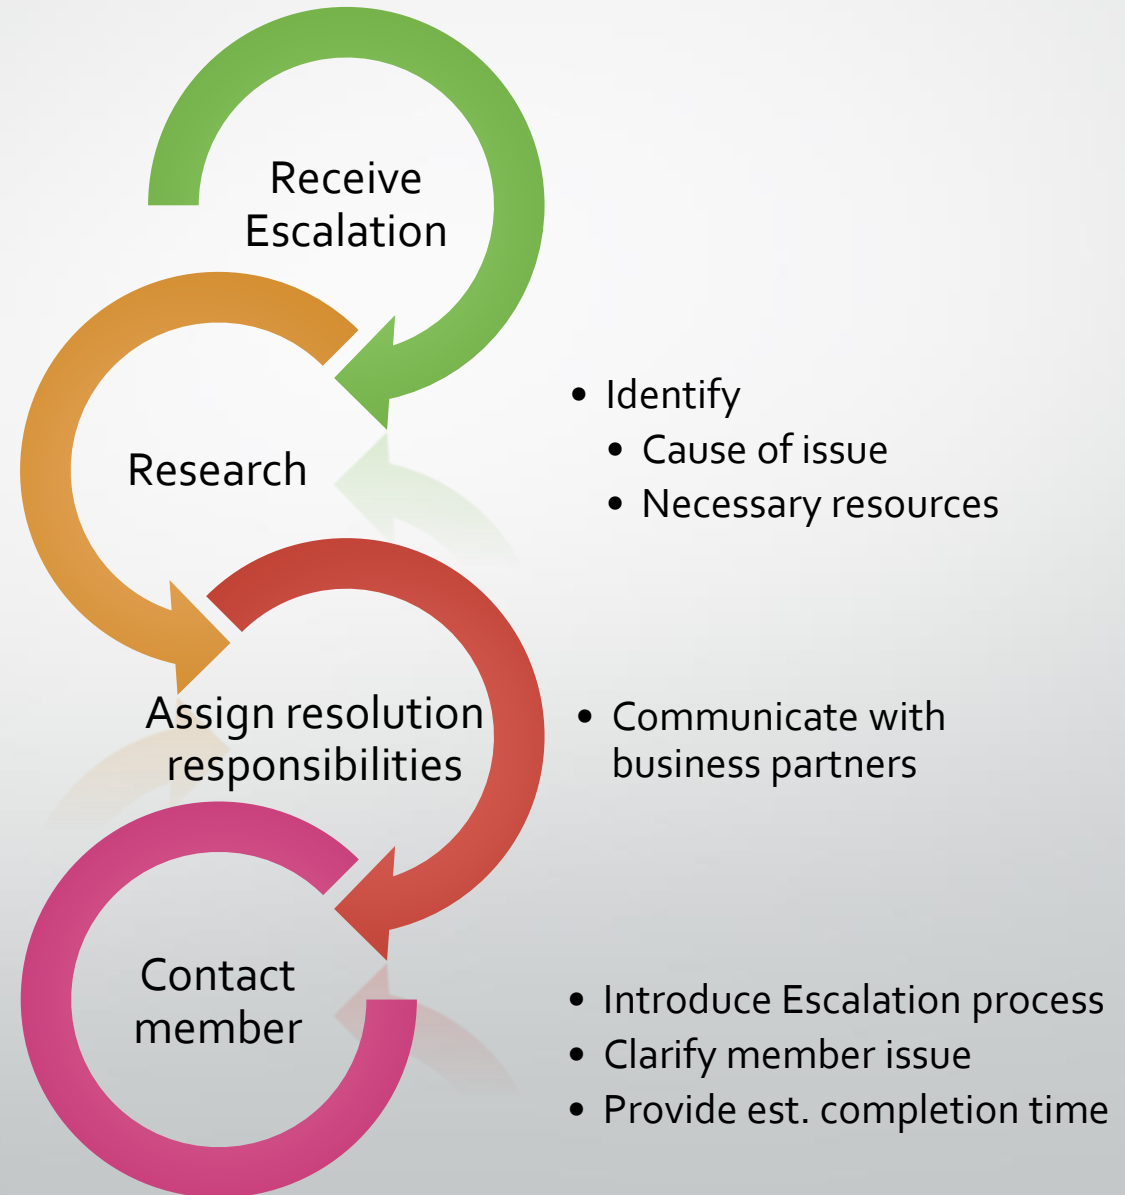 Receive
Escalation
Research
• Identify
• Cause of issue
• Necessary resources
Assign resolution
responsibilities
• Communicate with
business partners
Contact
member
• Introduce Escalation process
• Clarify member issue
• Provide est. completion time